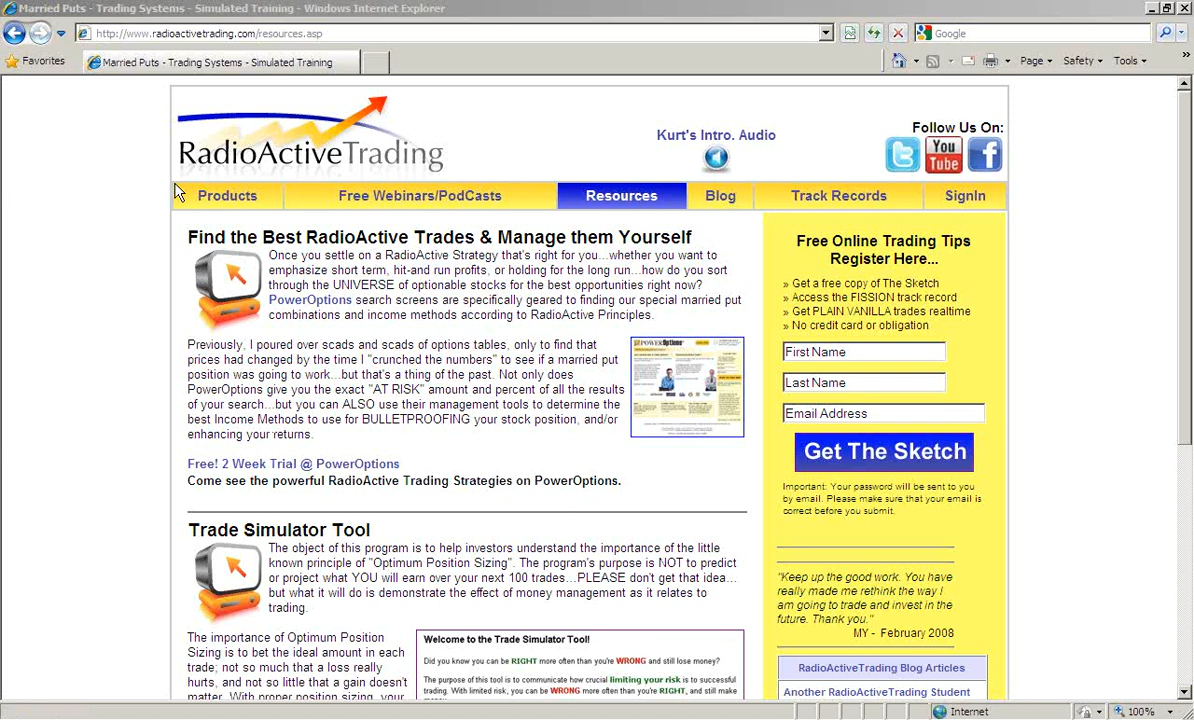 Married Puts - Trading Systems - Simulated Training - Windows Internet Explorer
http://www.radioactivetrading.com/resources.asp
Google
Favorites
Married Puts - Trading Systems - Simulated Training
Page
Safety
Tools
RadioActiveTrading
Kurt's Intro. Audio
Follow Us On:
You
Tube
Products
Free Webinars/PodCasts
Resources
Blog
Track Records
SignIn
Find the Best RadioActive Trades & Manage them Yourself
Once you settle on a RadioActive Strategy that's right for you...whether you want to
emphasize short term, hit-and run profits, or holding for the long run...how do you sort
through the UNIVERSE of optionable stocks for the best opportunities right now?
PowerOptions search screens are specifically geared to finding our special married put
combinations and income methods according to RadioActive Principles.
Previously, I poured over scads and scads of options tables, only to find that
prices had changed by the time I "crunched the numbers" to see if a married put
position was going to work...but that's a thing of the past. Not only does
PowerOptions give you the exact "AT RISK" amount and percent of all the results
of your search...but you can ALSO use their management tools to determine the
best Income Methods to use for BULLETPROOFING your stock position, and/or
enhancing your returns.
Free! 2 Week Trial @ PowerOptions
Come see the powerful RadioActive Trading Strategies on PowerOptions.
Trade Simulator Tool
The object of this program is to help investors understand the importance of the little
known principle of "Optimum Position Sizing". The program's purpose is NOT to predict
or project what YOU will earn over your next 100 trades...PLEASE don't get that idea...
but what it will do is demonstrate the effect of money management as it relates to
trading.
The importance of Optimum Position
Sizing is to bet the ideal amount in each
trade; not so much that a loss really
hurts, and not so little that a gain doesn't
matter. With proper position sizing, your
Welcome to the Trade Simulator Tool!
Did you know you can be RIGHT more often than you're WRONG and still lose money?
The purpose of this tool is to communicate how crucial limiting your risk is to successful
trading. With limited risk, you can be WRONG more often than you're RIGHT, and still make
Free Online Trading Tips
Register Here...
» Get a free copy of The Sketch
» Access the FISSION track record
» Get PLAIN VANILLA trades realtime
» No credit card or obligation
First Name
Last Name
Email Address
Get The Sketch
Important: Your password will be sent to you
by email. Please make sure that your email is
correct before you submit.
"Keep up the good work. You have
really made me rethink the way I
am going to trade and invest in the
future. Thank you."
MY - February 2008
RadioActiveTrading Blog Articles
Another RadioActiveTrading Student
Internet
100%